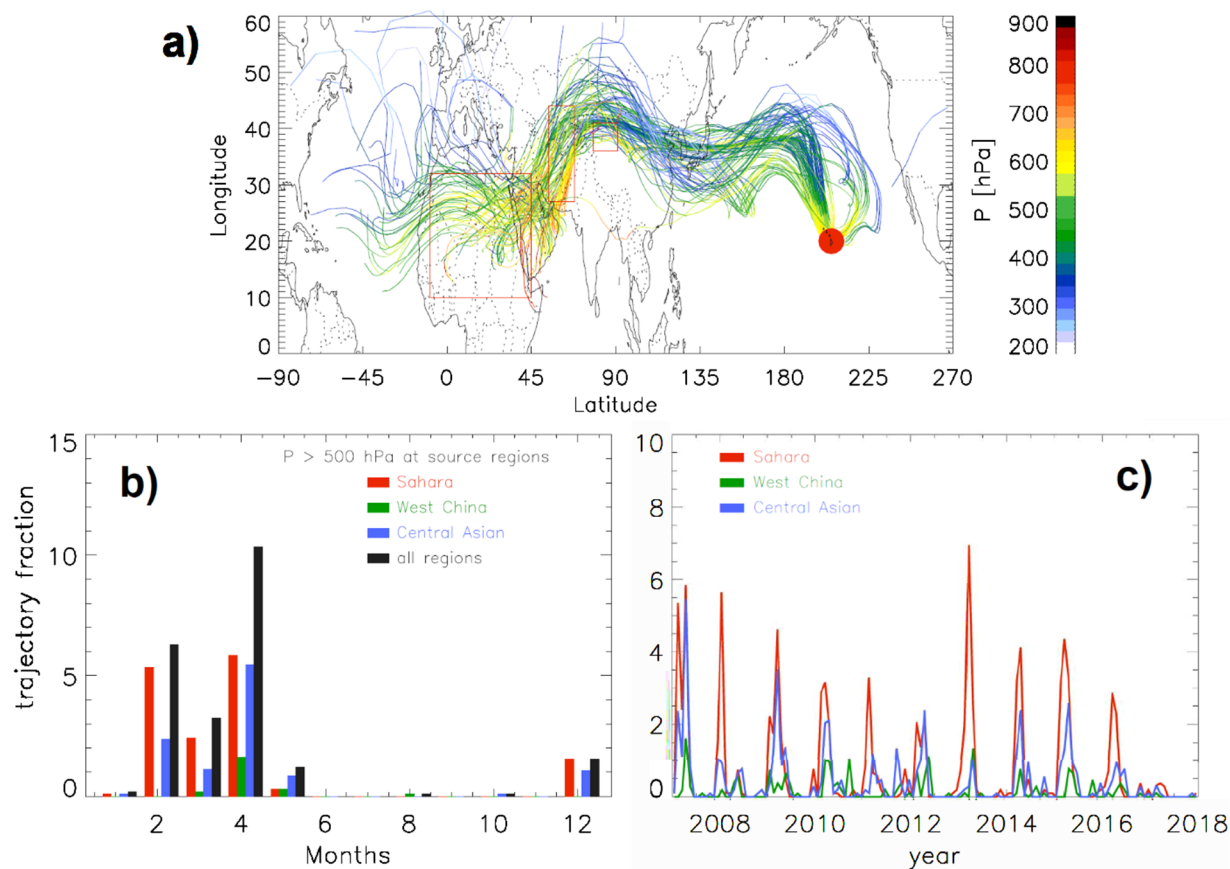 a)
60
50
40
30
20
10
0
Longitude
−90 −45 0 45 90 135 180 225 270
Latitude
900
800
700
600
500
400
300
200
P [hPa]
b)
15
10
5
0
trajectory fraction
P > 500 hPa at source regions
Sahara
West China
Central Asian
all regions
2 4 6 8 10 12
Months
c)
10
8
6
4
2
0
Sahara
West China
Central Asian
2008 2010 2012 2014 2016 2018
year